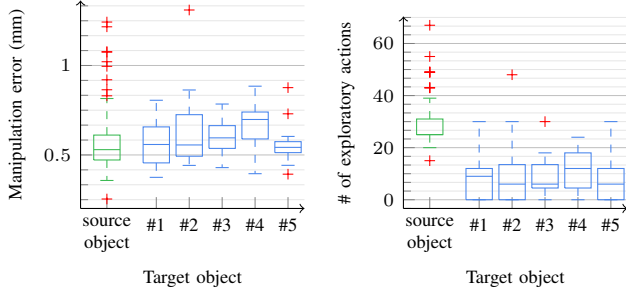 Manipulation error (mm)
1
0.5
source
object
#1
#2
#3
#4
#5
Target object
# of exploratory actions
60
40
20
0
source
object
#1
#2
#3
#4
#5
Target object